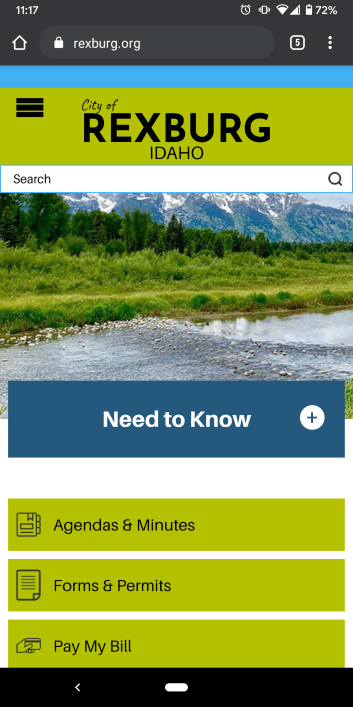 11:17
72%
rexburg.org
5
City of
REXBURG
IDAHO
Search
Need to Know
Agendas & Minutes
Forms & Permits
Pay My Bill